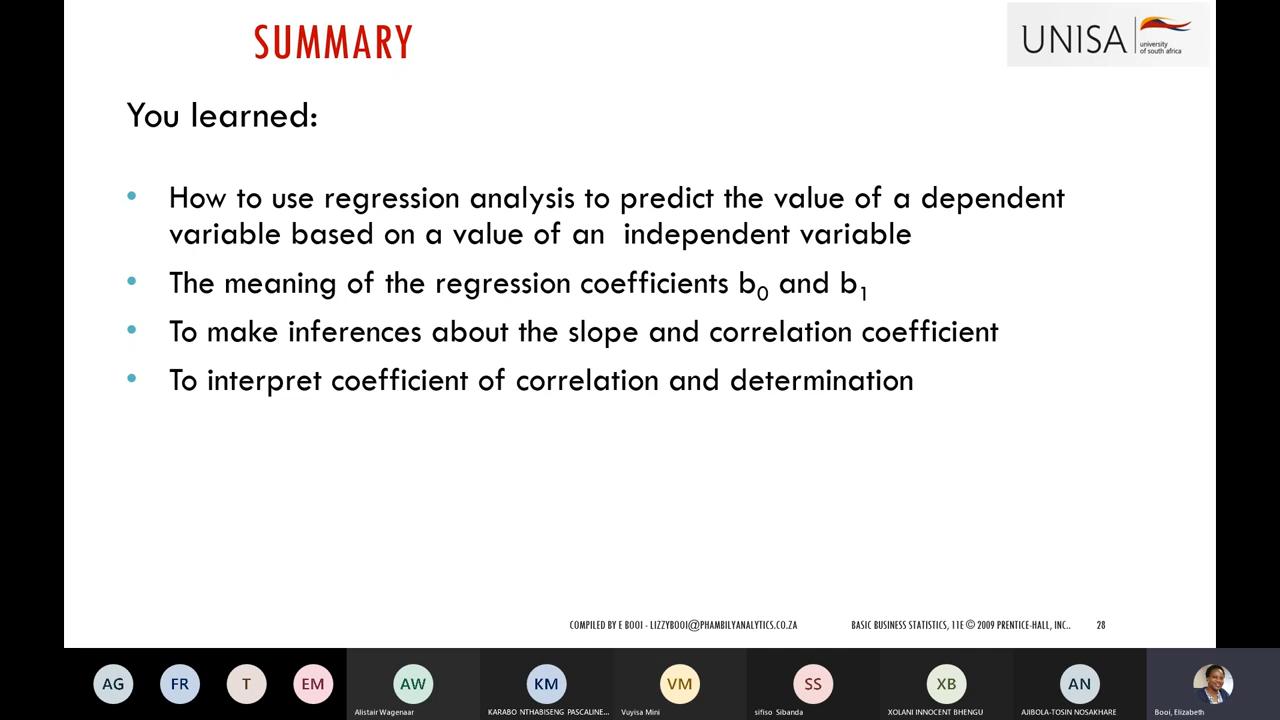 SUMMARY
UNISA
university
of south africa
You learned:
• How to use regression analysis to predict the value of a dependent
variable based on a value of an independent variable
• The meaning of the regression coefficients b0 and b1
• To make inferences about the slope and correlation coefficient
• To interpret coefficient of correlation and determination
COMPILED BY E BOOI - LIZZYBOOI@PHAMBILYANALYTICS.CO.ZA BASIC BUSINESS STATISTICS, 11E © 2009 PRENTICE-HALL, INC.. 28
AG FR T EM AW KM VM SS XB AN
Alistair Wagenaar KARABO NTHABISENG PASCALINE... Vuyisa Mini sifiso Sibanda XOLANI INNOCENT BHENGU AJIBOLA-TOSIN NOSAKHARE Booi, Elizabeth